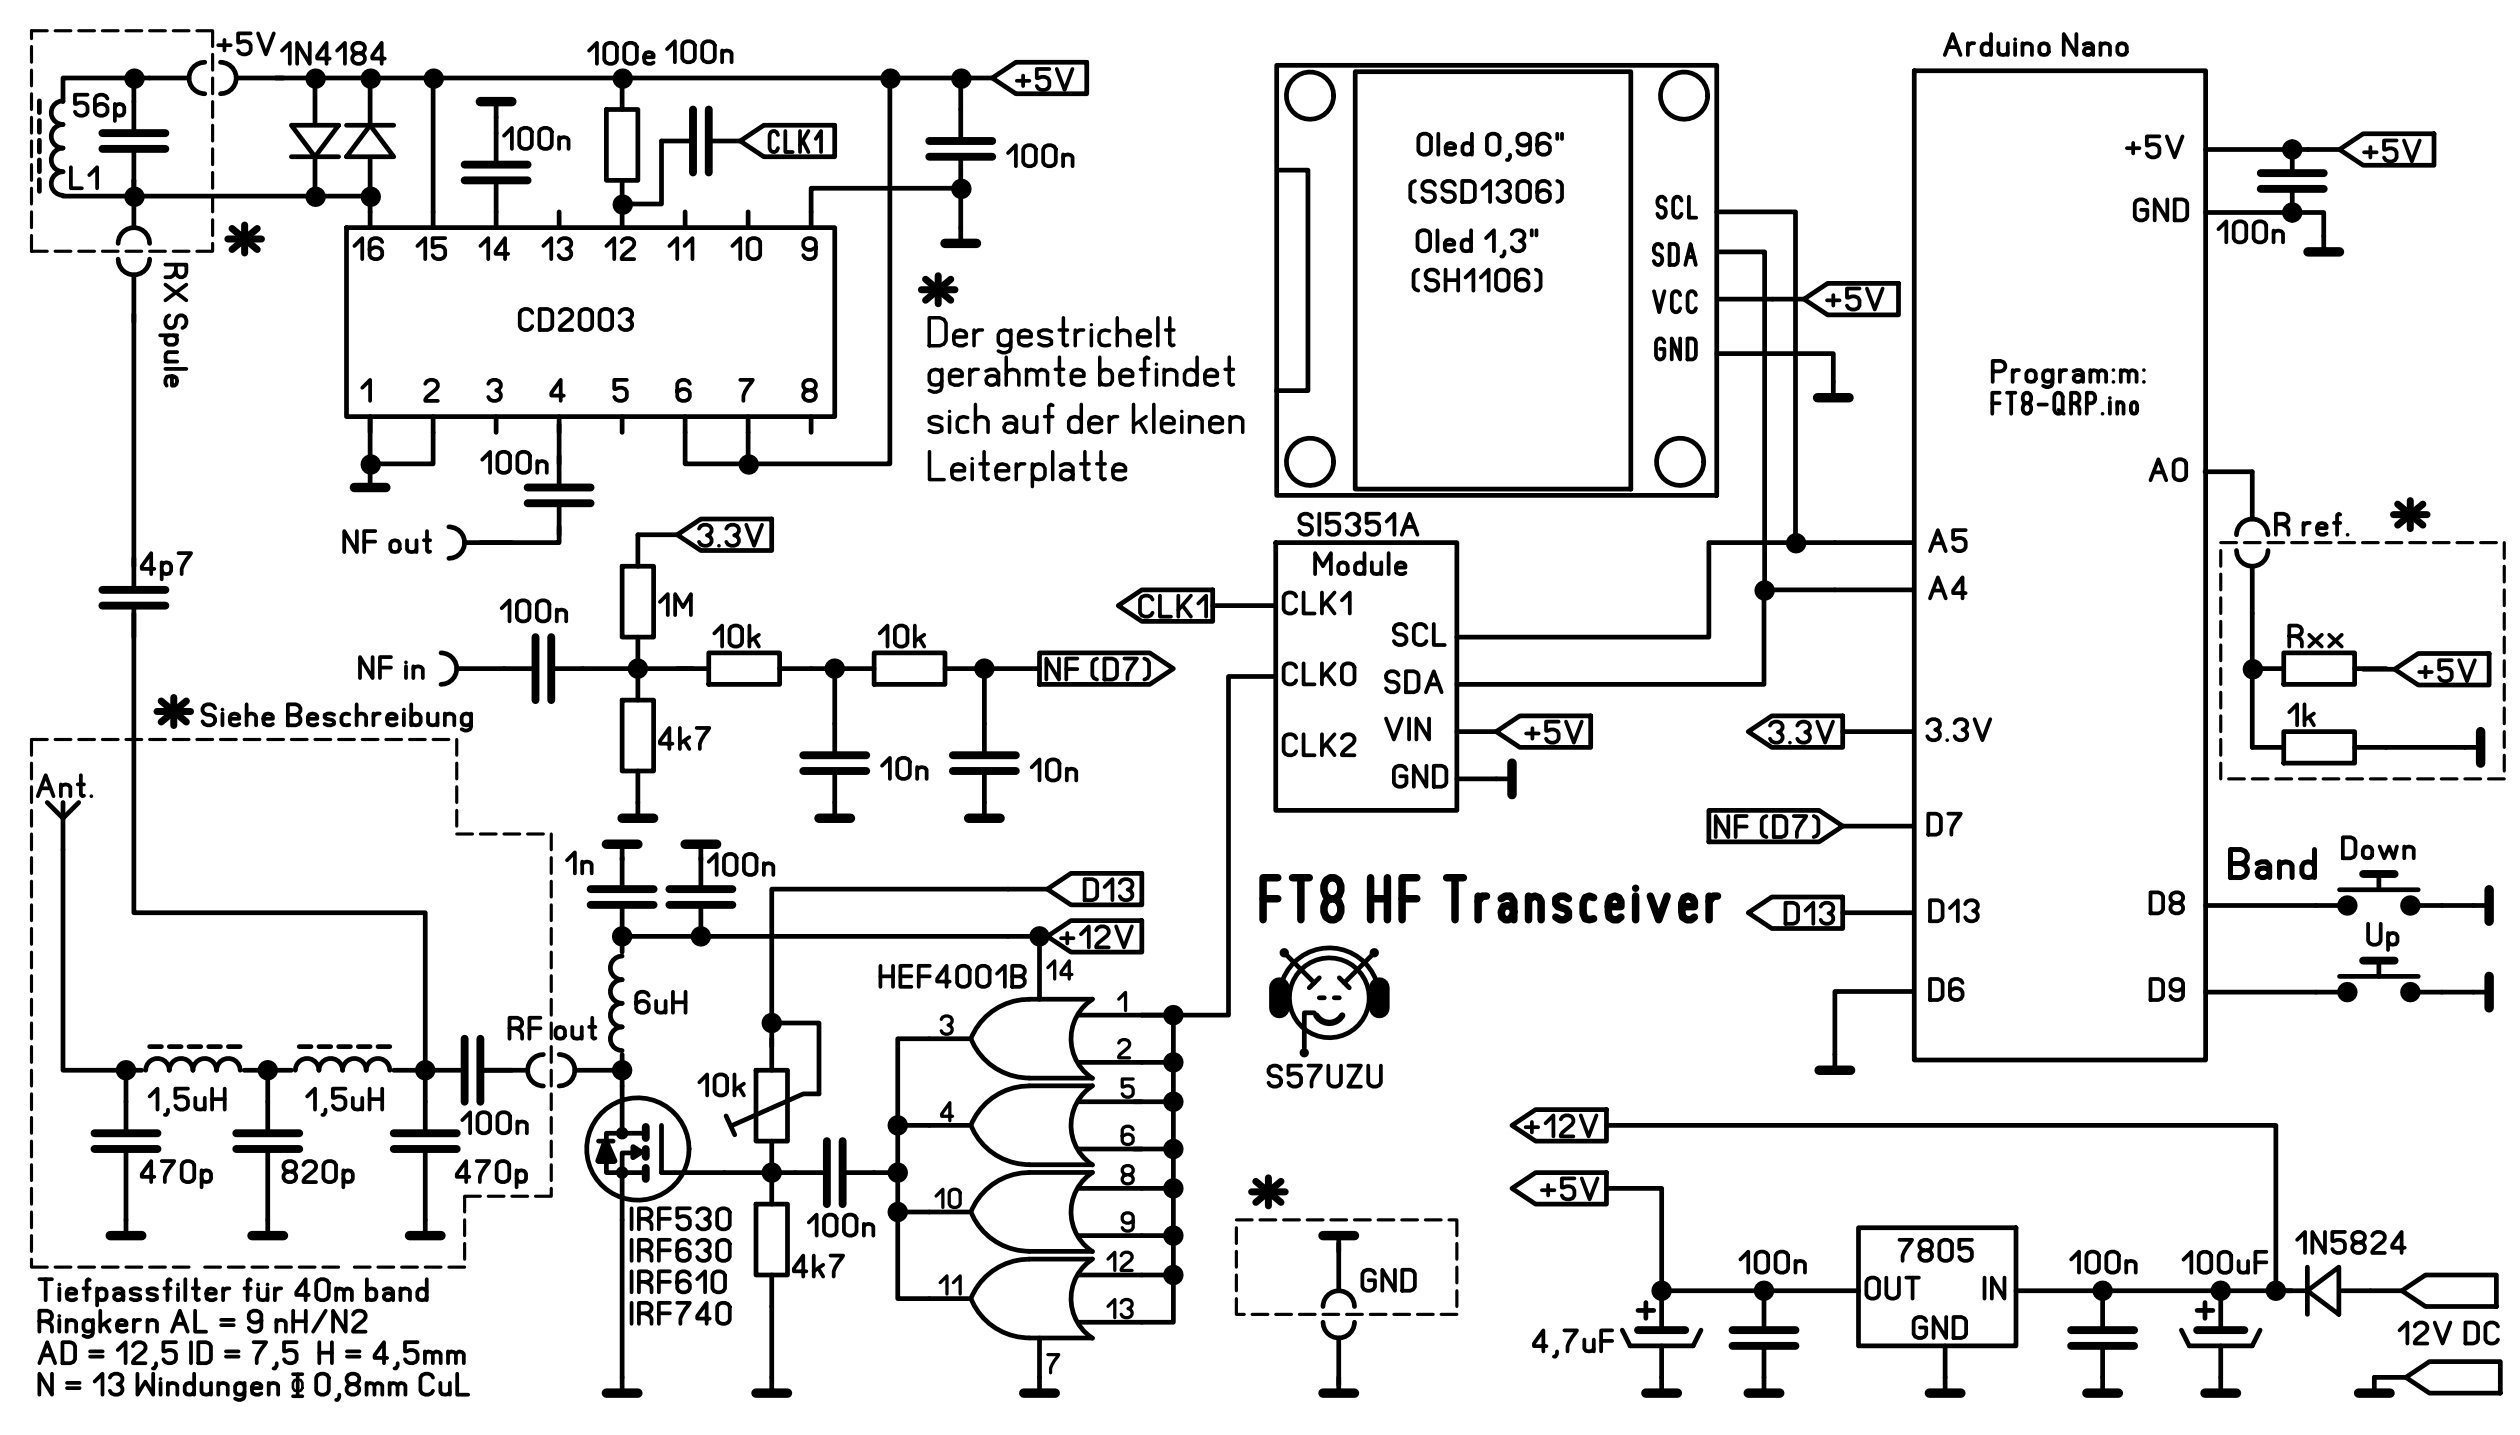 +5V
1N4184
100e
100n
+5V
56p
L1
100n
CLK1
100n
16
15
14
13
12
11
10
9
CD2003
1
2
3
4
5
6
7
8
RX Spule
Der gestrichelt
gerahmte befindet
sich auf der kleinen
Leiterplatte
100n
NF out
3.3V
4p7
1M
100n
NF in
10k
10k
NF (D7)
4k7
10n
10n
Siehe Beschreibung
Ant.
1n
100n
D13
+12V
14
HEF4001B
6uH
RF out
1,5uH
1,5uH
470p
820p
470p
100n
10k
100n
4k7
IRF530
IRF630
IRF610
IRF740
3
1
2
4
5
6
10
8
9
11
12
13
7
Tiefpassfilter für 40m band
Ringkern AL = 9 nH/N2
AD = 12,5 ID = 7,5 H = 4,5mm
N = 13 Windungen Φ 0,8mm CuL
Oled 0,96"
(SSD1306)
Oled 1,3"
(SH1106)
SCL
SDA
VCC
GND
+5V
SI5351A
Module
CLK1
CLK1
CLK0
CLK2
SCL
SDA
VIN
GND
+5V
FT8 HF Transceiver
S57UZU
GND
Arduino Nano
+5V
GND
+5V
100n
Program:m:
FT8-QRP.ino
A0
A5
A4
3.3V
3.3V
NF (D7)
D7
D13
D13
D6
D8
D9
R ref.
Rxx
+5V
1k
Band
Down
Up
+12V
+5V
4,7uF
+
100n
7805
OUT
IN
GND
100n
100uF
+
1N5824
12V DC